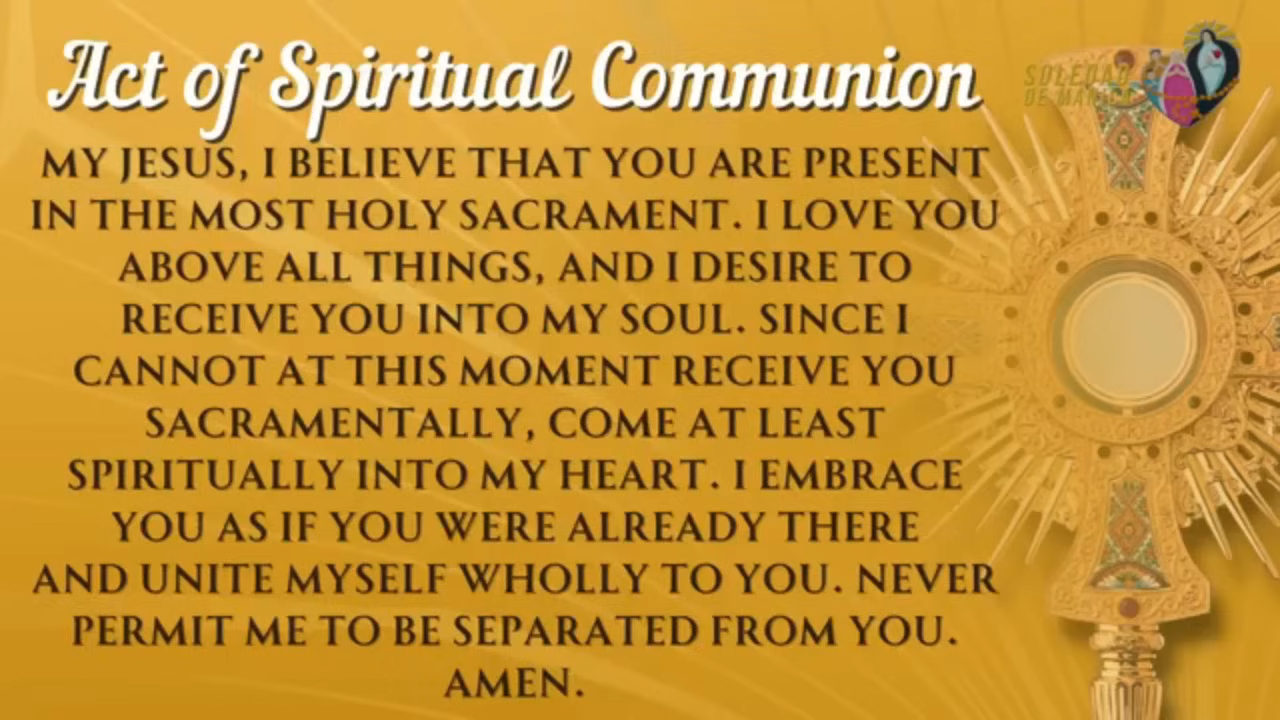 Act of Spiritual Communion
SOLEDAD
DE MANILA
MY JESUS, I BELIEVE THAT YOU ARE PRESENT
IN THE MOST HOLY SACRAMENT. I LOVE YOU
ABOVE ALL THINGS, AND I DESIRE TO
RECEIVE YOU INTO MY SOUL. SINCE I
CANNOT AT THIS MOMENT RECEIVE YOU
SACRAMENTALLY, COME AT LEAST
SPIRITUALLY INTO MY HEART. I EMBRACE
YOU AS IF YOU WERE ALREADY THERE
AND UNITE MYSELF WHOLLY TO YOU. NEVER
PERMIT ME TO BE SEPARATED FROM YOU.
AMEN.